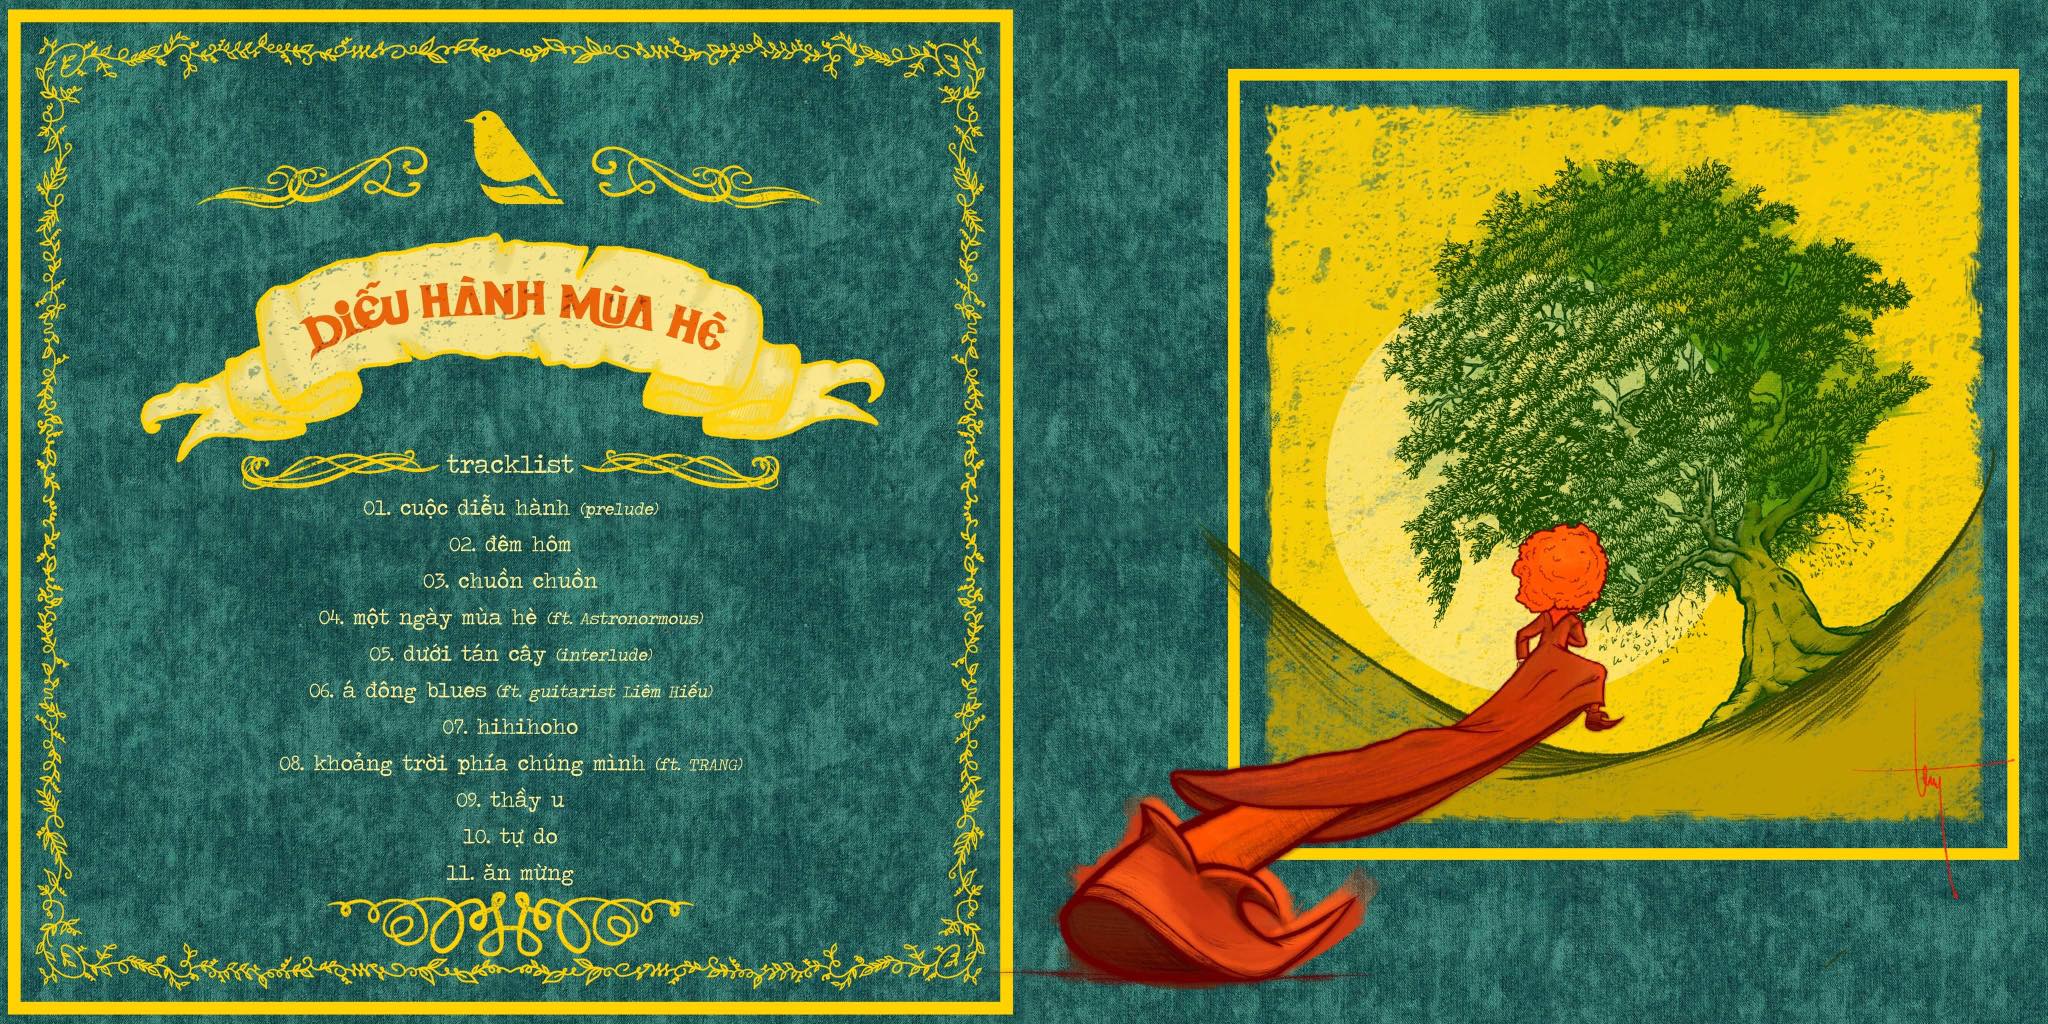 DIỄU HÀNH MÙA HÈ
tracklist
01. cuộc diễu hành (prelude)
02. đêm hôm
03. chuồn chuồn
04. một ngày mùa hè (ft. Astronormous)
05. dưới tán cây (interlude)
06. á đông blues (ft. guitarist Liêm Hiếu)
07. hihihoho
08. khoảng trời phía chúng mình (ft. TRANG)
09. thầy u
10. tự do
11. ăn mừng